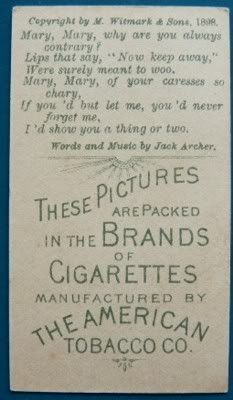 Copyright by M. Witmark & Sons, 1898.
Mary, Mary, why are you always
contrary?
Lips that say, "Now keep away,"
Were surely meant to woo.
Mary, Mary, of your caresses so
chary,
If you 'd but let me, you 'd never
forget me,
I 'd show you a thing or two.
Words and Music by Jack Archer.
THESE PICTURES
ARE PACKED
IN THE BRANDS
OF
CIGARETTES
MANUFACTURED BY
THE AMERICAN
TOBACCO CO.